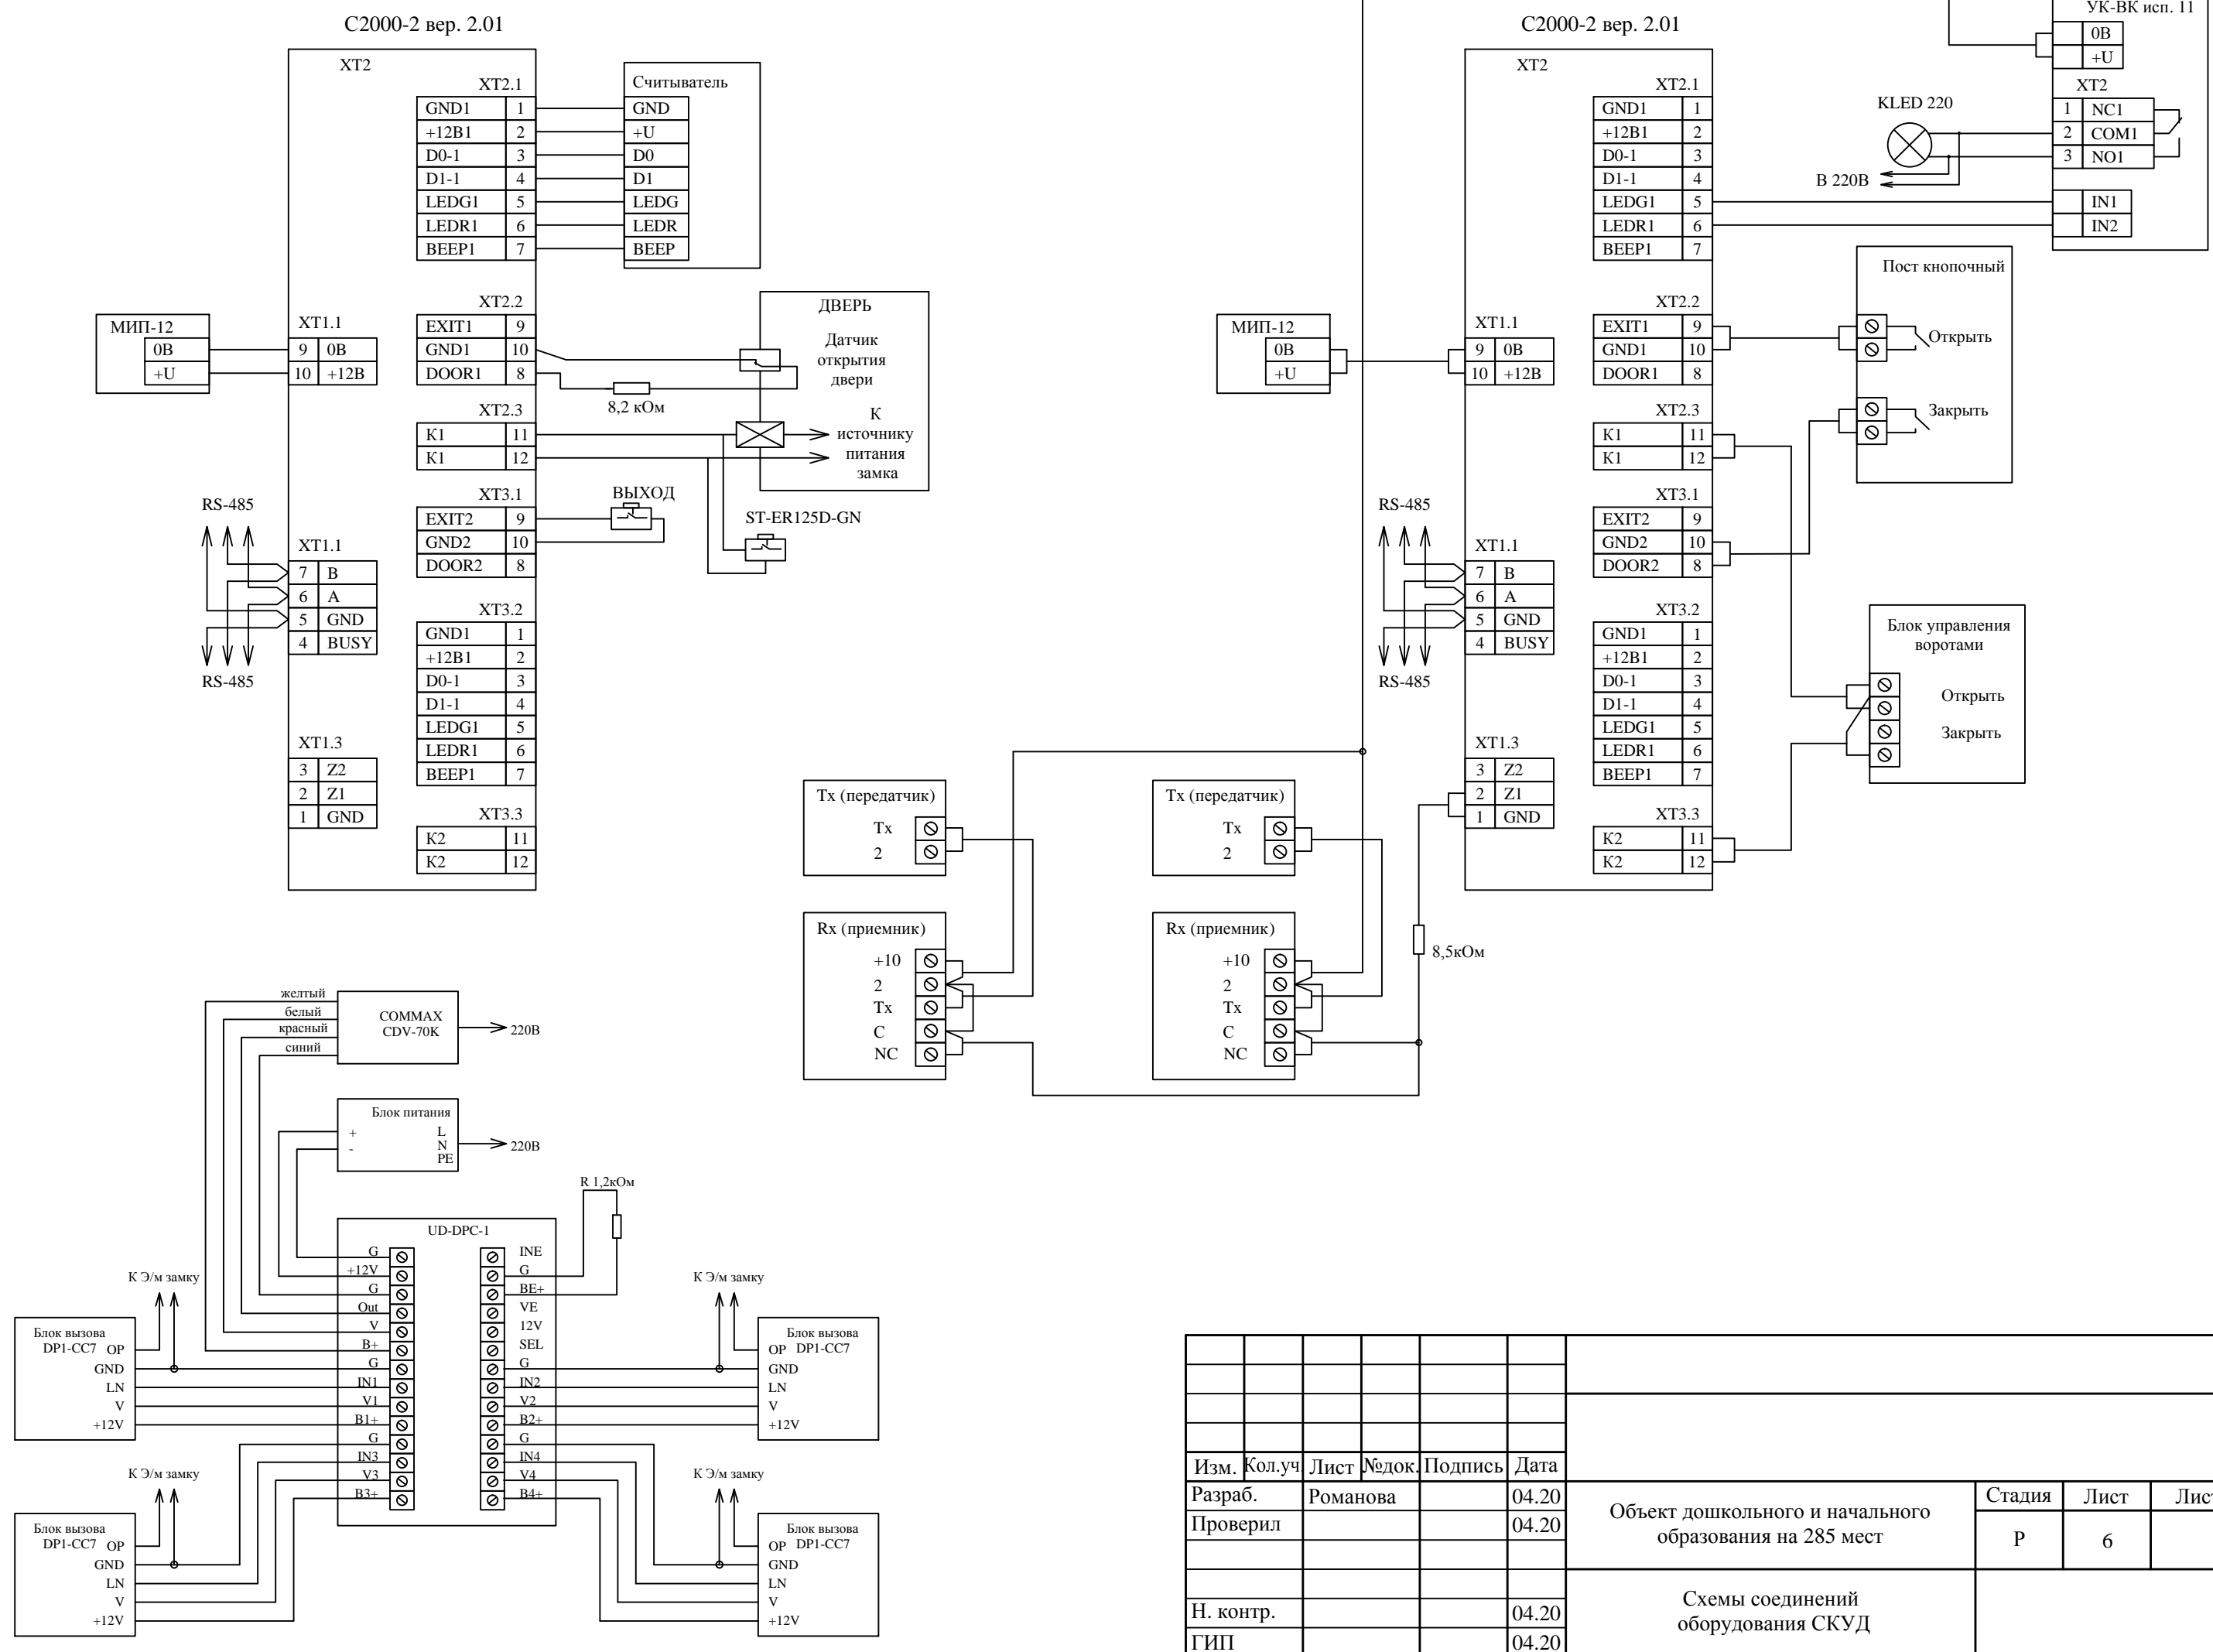 С2000-2 вер. 2.01
XT2
XT2.1
GND1 1
+12В1 2
D0-1 3
D1-1 4
LEDG1 5
LEDR1 6
BEEP1 7
Считыватель
GND
+U
D0
D1
LEDG
LEDR
BEEP
МИП-12
0В
+U
XT1.1
9 0В
10 +12В
XT2.2
EXIT1 9
GND1 10
DOOR1 8
8,2 кОм
ДВЕРЬ
Датчик
открытия
двери
К
источнику
питания
замка
XT2.3
К1 11
К1 12
XT3.1
EXIT2 9
GND2 10
DOOR2 8
ВЫХОД
ST-ER125D-GN
RS-485
XT1.1
7 B
6 A
5 GND
4 BUSY
RS-485
XT3.2
GND1 1
+12В1 2
D0-1 3
D1-1 4
LEDG1 5
LEDR1 6
BEEP1 7
XT1.3
3 Z2
2 Z1
1 GND
XT3.3
К2 11
К2 12
С2000-2 вер. 2.01
XT2
XT2.1
GND1 1
+12В1 2
D0-1 3
D1-1 4
LEDG1 5
LEDR1 6
BEEP1 7
УК-ВК исп. 11
0В
+U
XT2
1 NC1
2 COM1
3 NO1
IN1
IN2
KLED 220
В 220В
МИП-12
0В
+U
XT1.1
9 0В
10 +12В
XT2.2
EXIT1 9
GND1 10
DOOR1 8
Пост кнопочный
Открыть
Закрыть
XT2.3
К1 11
К1 12
XT3.1
EXIT2 9
GND2 10
DOOR2 8
RS-485
XT1.1
7 B
6 A
5 GND
4 BUSY
RS-485
XT3.2
GND1 1
+12В1 2
D0-1 3
D1-1 4
LEDG1 5
LEDR1 6
BEEP1 7
Блок управления
воротами
Открыть
Закрыть
XT1.3
3 Z2
2 Z1
1 GND
XT3.3
К2 11
К2 12
Tx (передатчик)
Tx
2
Tx (передатчик)
Tx
2
Rx (приемник)
+10
2
Tx
C
NC
Rx (приемник)
+10
2
Tx
C
NC
8,5кОм
желтый
белый
красный
синий
COMMAX
CDV-70K
220В
Блок питания
+
-
L
N
PE
220В
R 1,2кОм
UD-DPC-1
G
+12V
G
Out
V
B+
G
IN1
V1
B1+
G
IN3
V3
B3+
INE
G
BE+
VE
12V
SEL
G
IN2
V2
B2+
G
IN4
V4
B4+
К Э/м замку
Блок вызова
DP1-CC7 OP
GND
LN
V
+12V
К Э/м замку
Блок вызова
OP DP1-CC7
GND
LN
V
+12V
К Э/м замку
Блок вызова
DP1-CC7 OP
GND
LN
V
+12V
К Э/м замку
Блок вызова
OP DP1-CC7
GND
LN
V
+12V
Изм. Кол.уч Лист №док. Подпись Дата
Разраб. Романова 04.20
Проверил 04.20
Н. контр. 04.20
ГИП 04.20
Объект дошкольного и начального
образования на 285 мест
Стадия Лист Лист
Р 6
Схемы соединений
оборудования СКУД